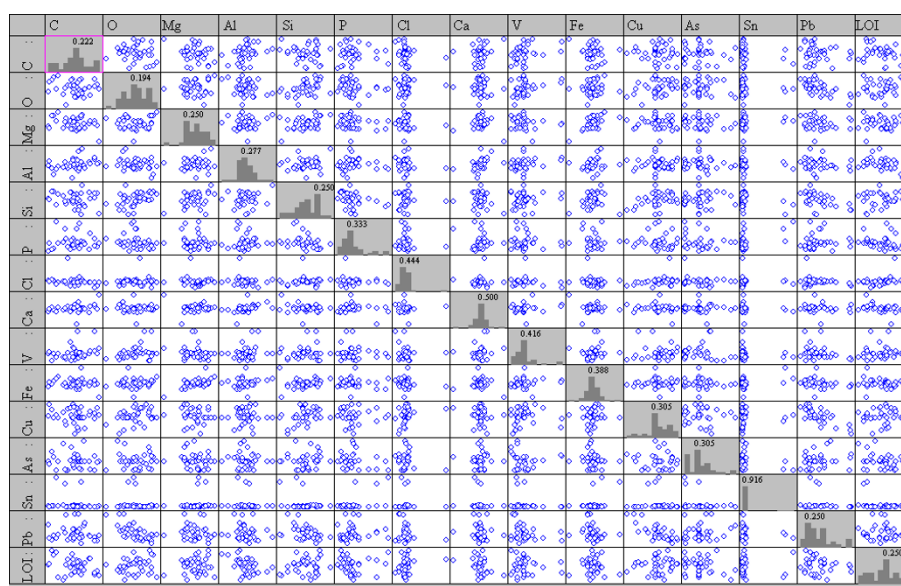 C O Mg Al Si P Cl Ca V Fe Cu As Sn Pb LOI
C : : 0.222
O : : 0.194
Mg : : 0.250
Al : : 0.277
Si : : 0.250
P : : 0.333
Cl : : 0.444
Ca : : 0.500
V : : 0.416
Fe : : 0.388
Cu : : 0.305
As : : 0.305
Sn : : 0.916
Pb : : 0.250
LOI : : 0.250